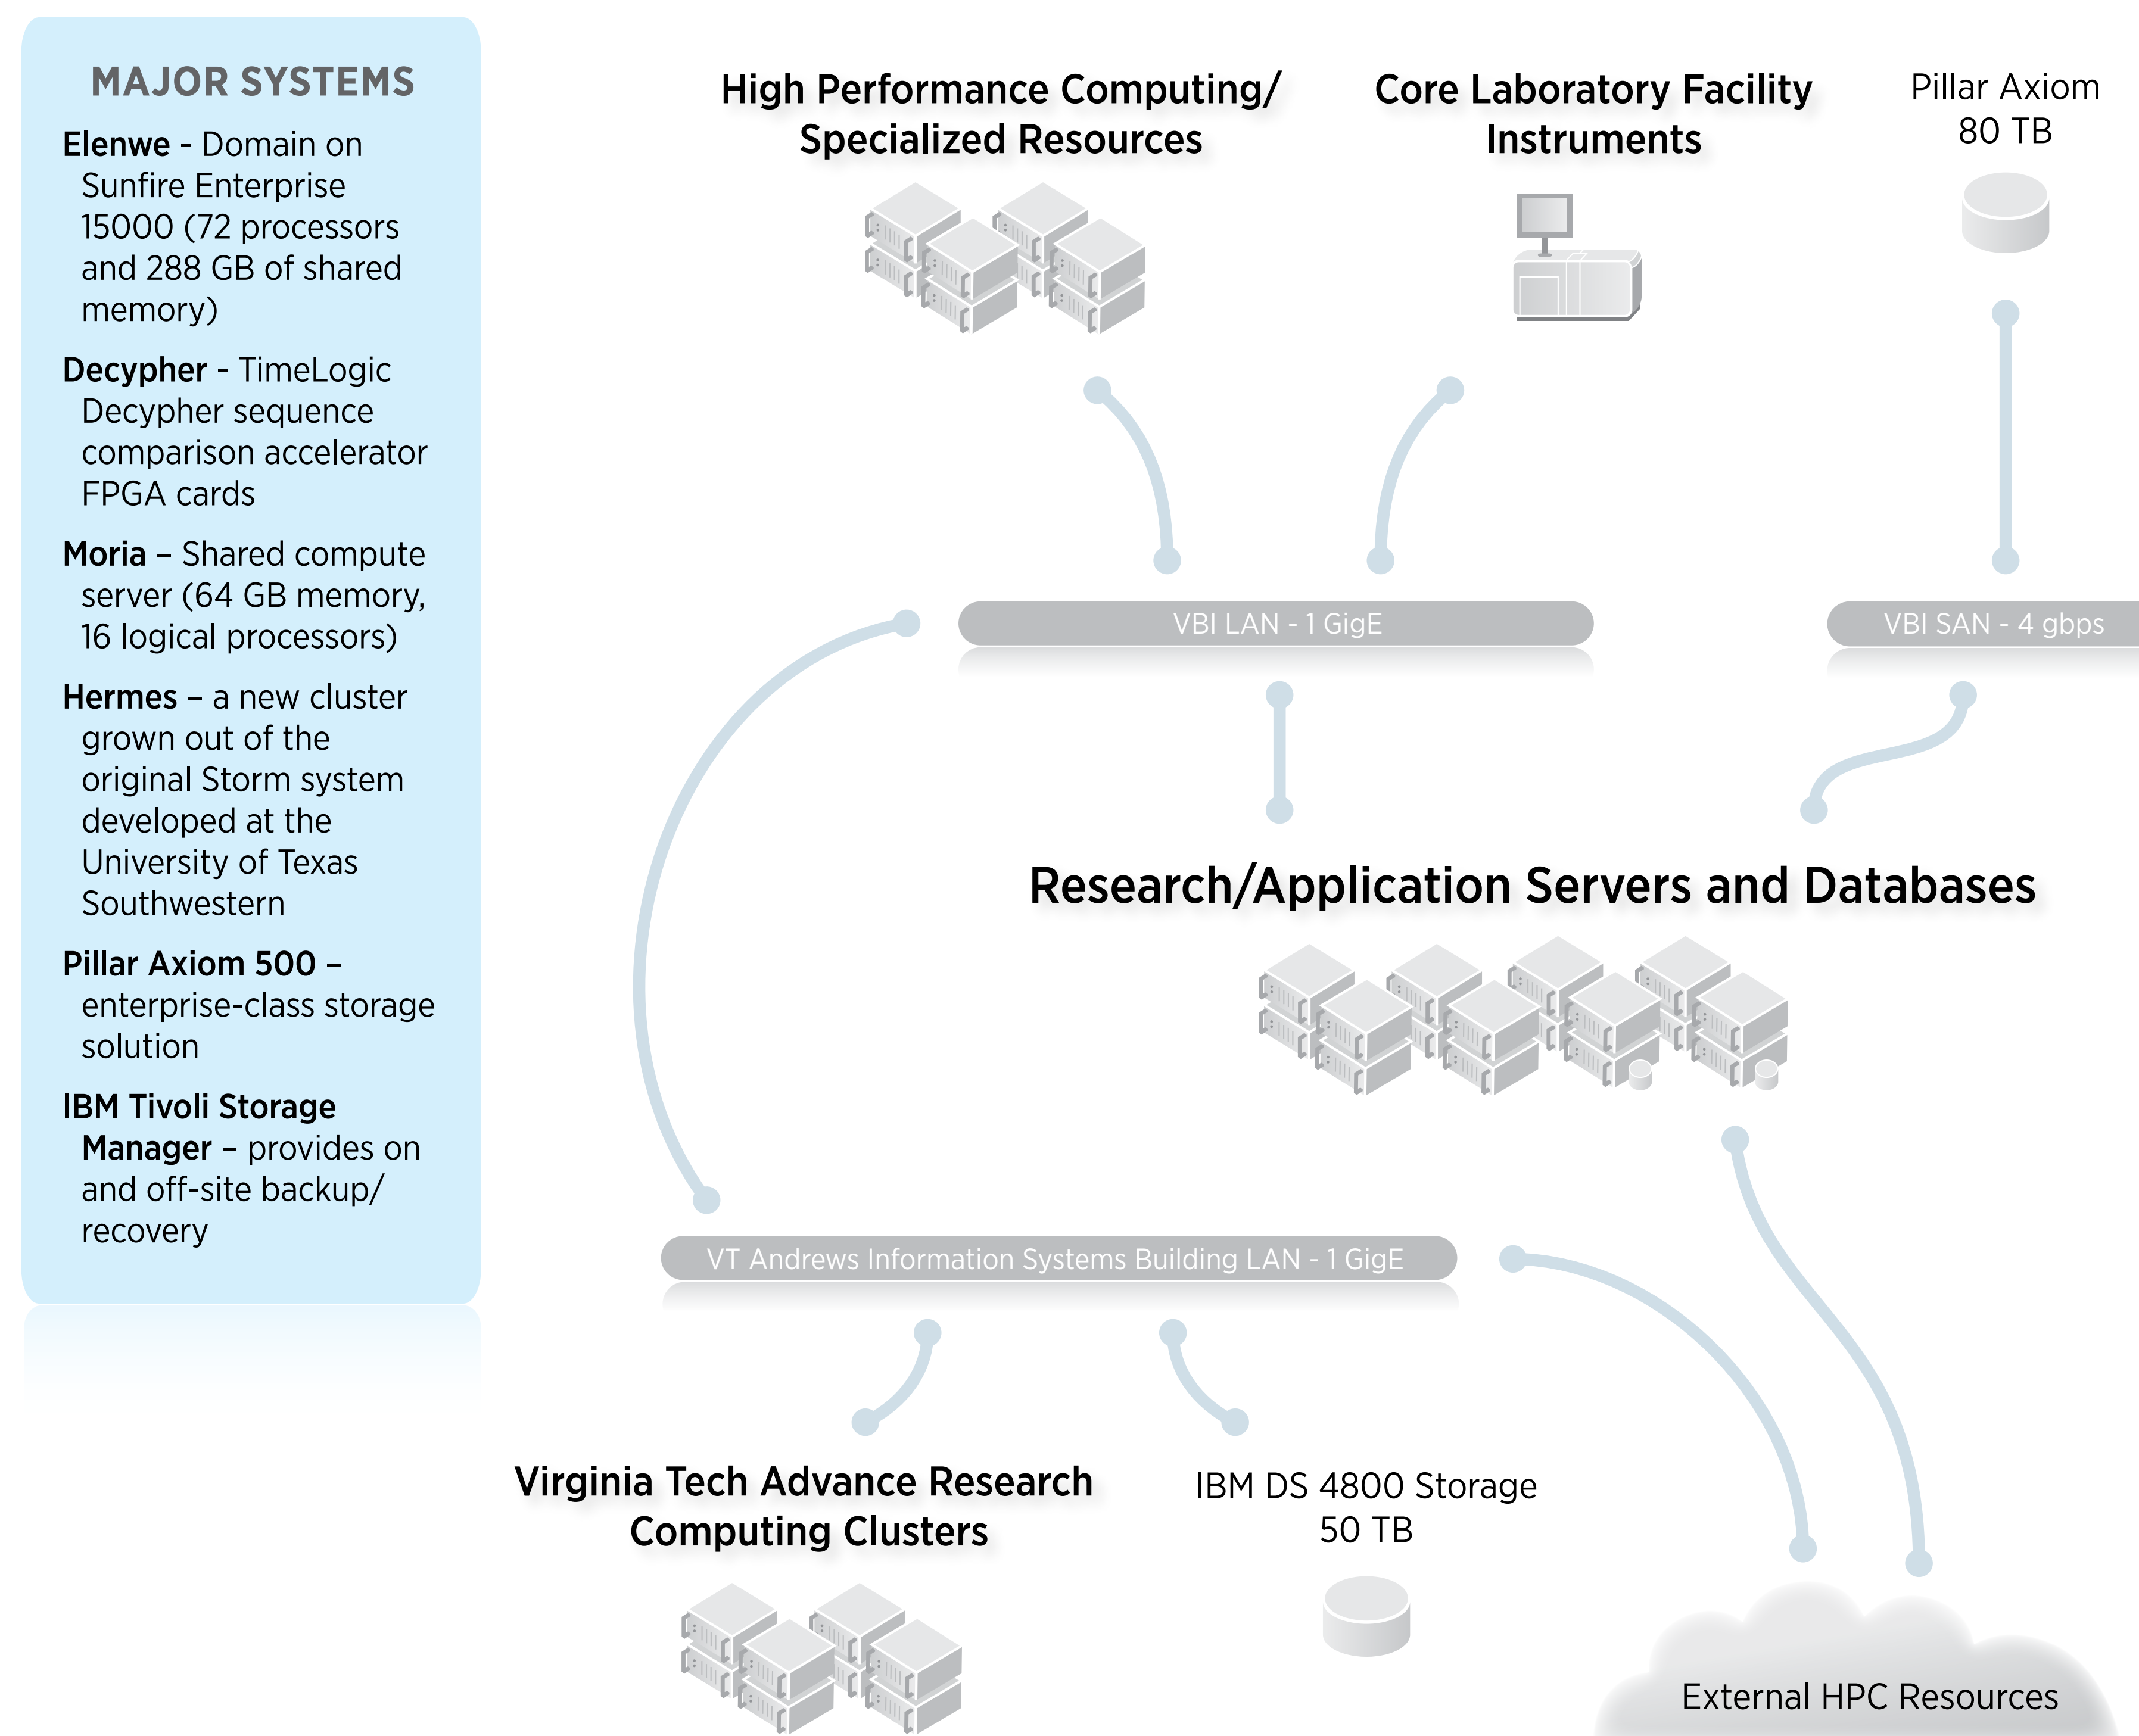 MAJOR SYSTEMS
Elenwe - Domain on
Sunfire Enterprise
15000 (72 processors
and 288 GB of shared
memory)
Decypher - TimeLogic
Decypher sequence
comparison accelerator
FPGA cards
Moria – Shared compute
server (64 GB memory,
16 logical processors)
Hermes – a new cluster
grown out of the
original Storm system
developed at the
University of Texas
Southwestern
Pillar Axiom 500 –
enterprise-class storage
solution
IBM Tivoli Storage
Manager – provides on
and off-site backup/
recovery
High Performance Computing/
Specialized Resources
Core Laboratory Facility
Instruments
Pillar Axiom
80 TB
VBI LAN - 1 GigE
VBI SAN - 4 gbps
Research/Application Servers and Databases
VT Andrews Information Systems Building LAN - 1 GigE
Virginia Tech Advance Research
Computing Clusters
IBM DS 4800 Storage
50 TB
External HPC Resources